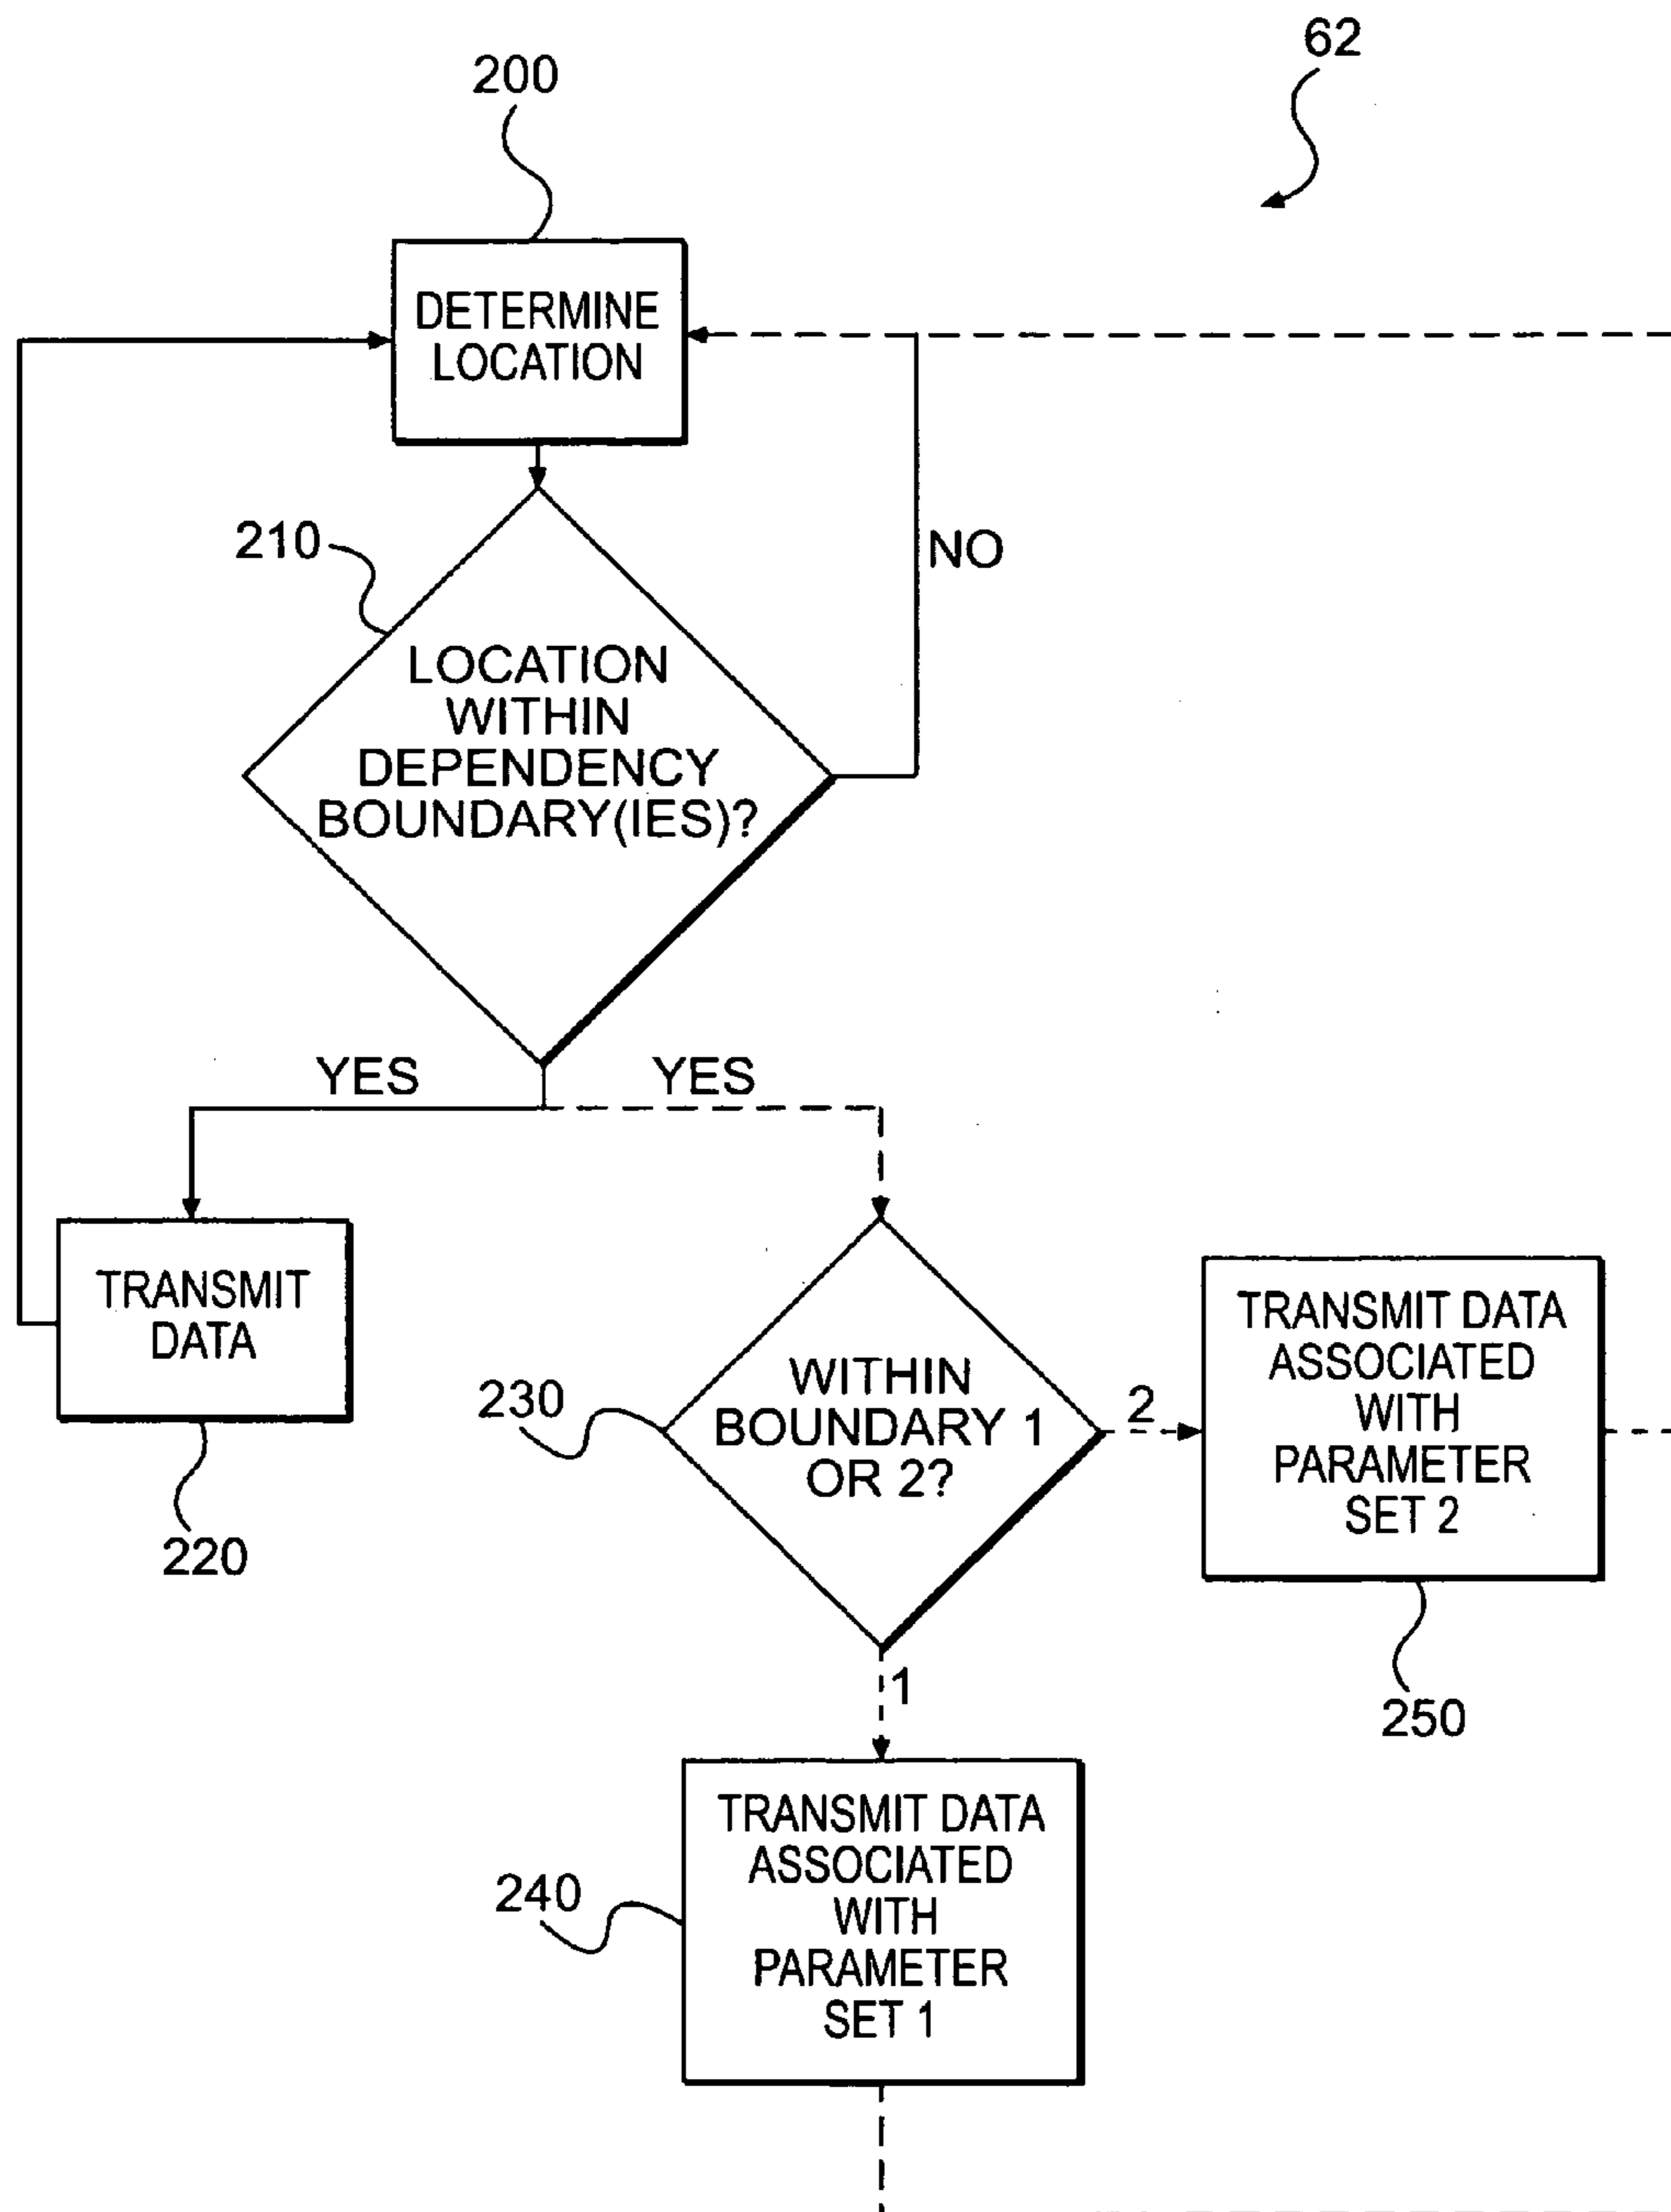 62
200
DETERMINE
LOCATION
210
NO
LOCATION
WITHIN
DEPENDENCY
BOUNDARY(IES)?
YES
YES
TRANSMIT
DATA
220
230
WITHIN
BOUNDARY 1
OR 2?
2
TRANSMIT DATA
ASSOCIATED
WITH
PARAMETER
SET 2
250
1
240
TRANSMIT DATA
ASSOCIATED
WITH
PARAMETER
SET 1